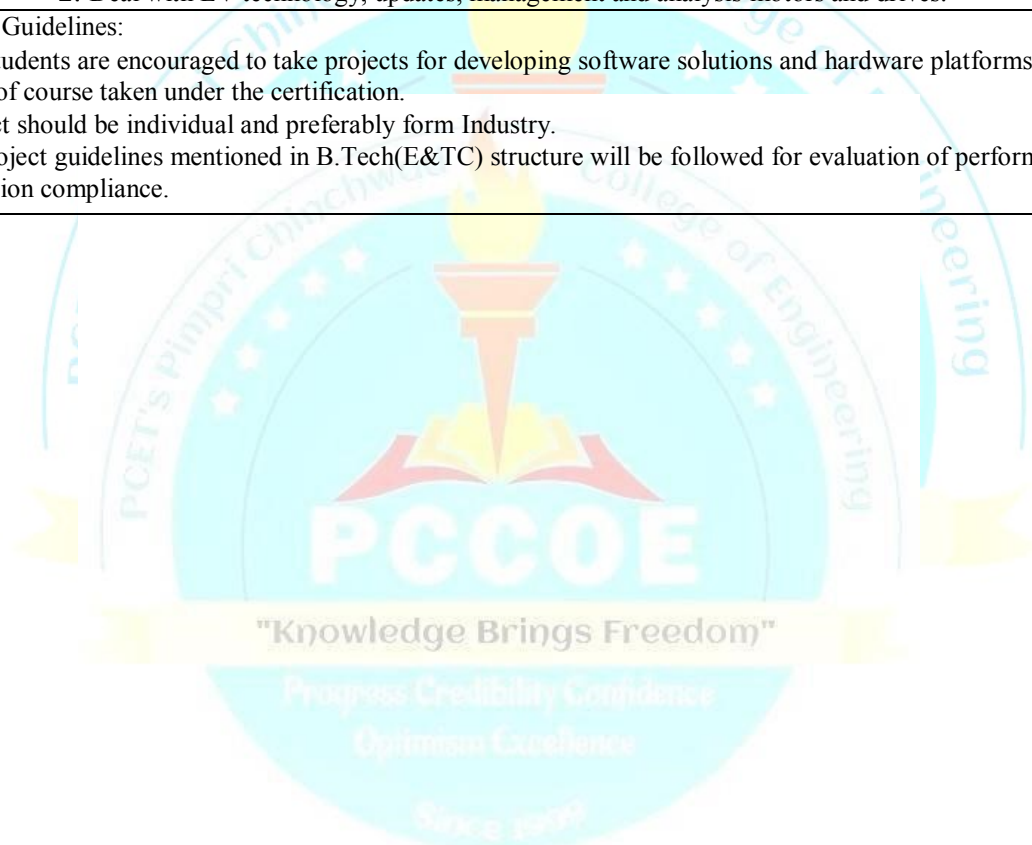 2. Deal with EV technology, updates, management and analysis motors and drives.
Guidelines:
tudents are encouraged to take projects for developing software solutions and hardware platforms
of course taken under the certification.
ct should be individual and preferably form Industry.
oject guidelines mentioned in B.Tech(E&TC) structure will be followed for evaluation of perform
ion compliance.
PCET's Pimpri Chinchwad College of Engineering
PCCOE
"Knowledge Brings Freedom"
Progress Credibility Confidence
Optimism Excellence
Since 1999